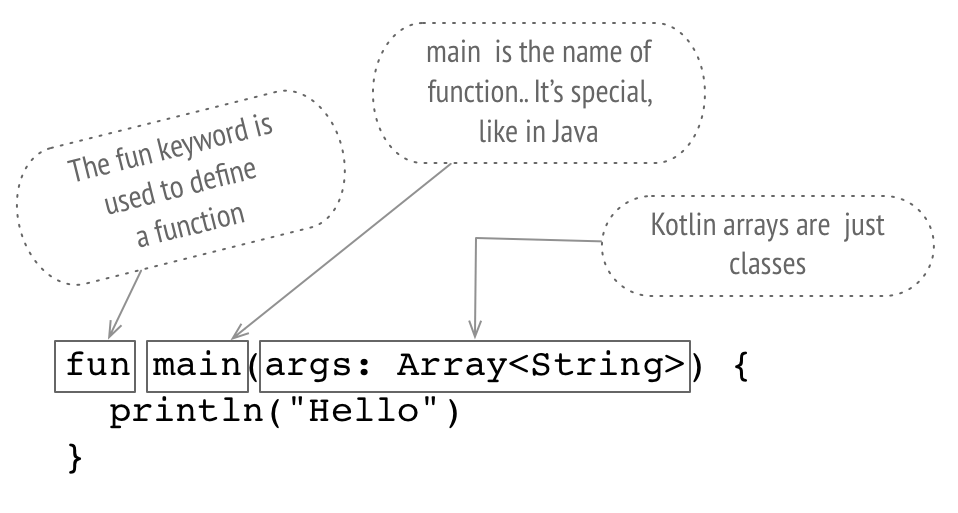 main  is the name of
function.. It's special,
like in Java
The fun keyword is
used to define
a function
Kotlin arrays are  just
classes
fun main(args: Array<String>) {
   println("Hello")
}